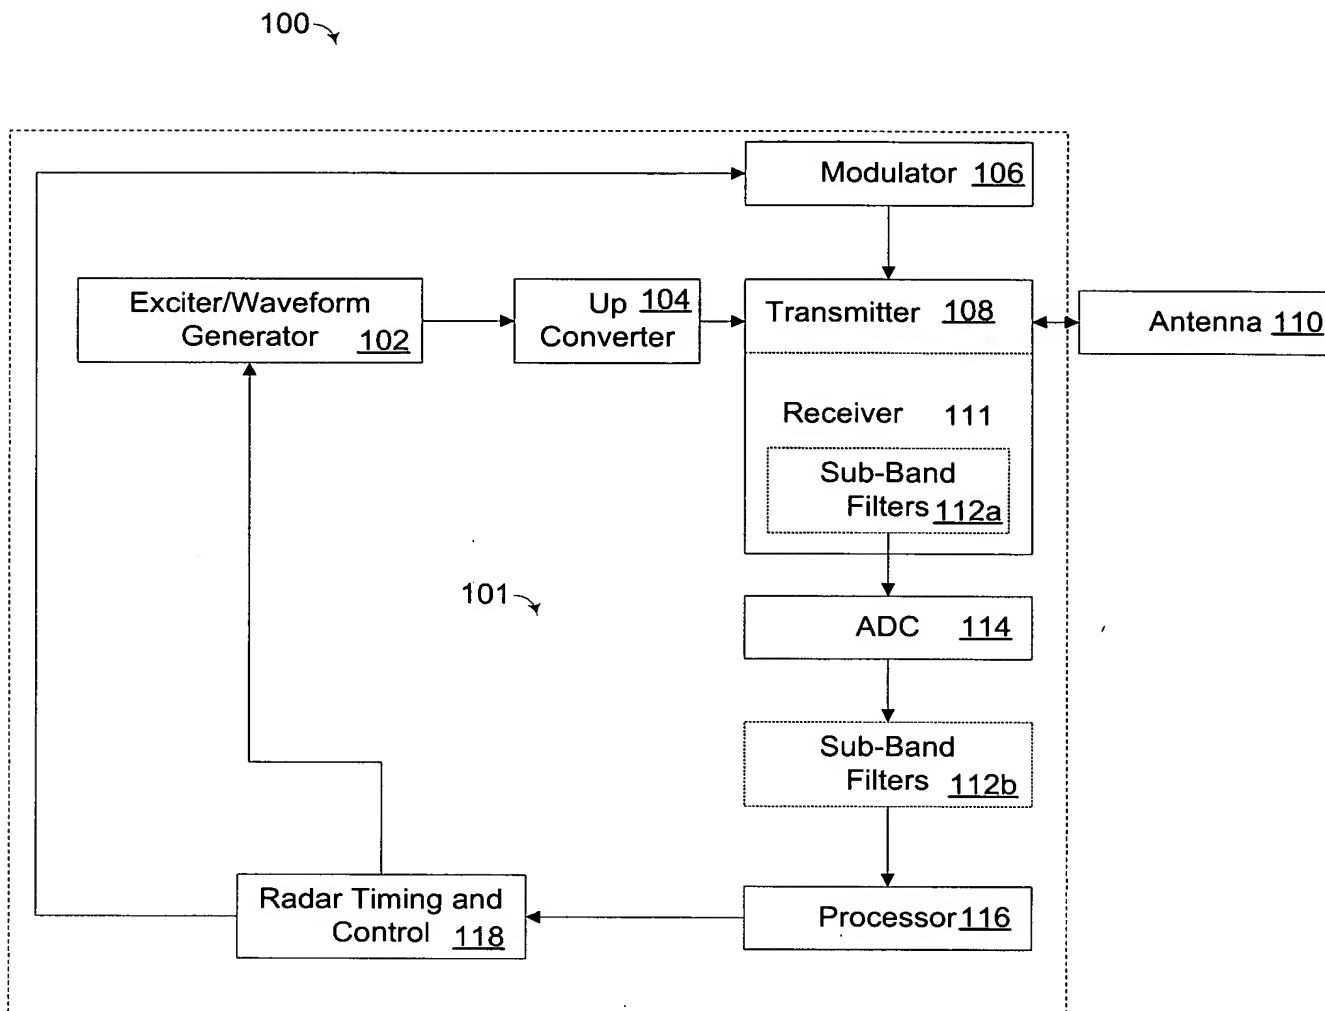 100
Modulator 106
Exciter/Waveform
Generator 102
Up 104
Converter
Transmitter 108
Antenna 110
Receiver 111
Sub-Band
Filters 112a
101
ADC 114
Sub-Band
Filters 112b
Radar Timing and
Control 118
Processor 116